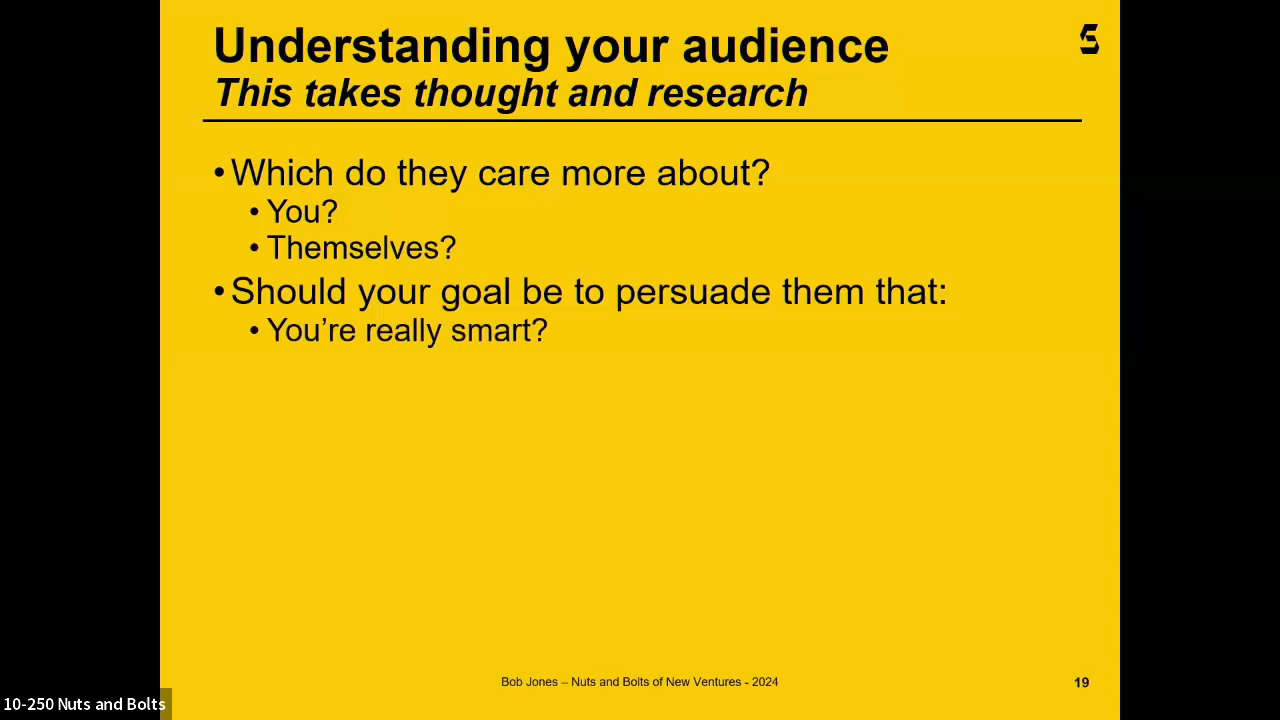 Understanding your audience
This takes thought and research
• Which do they care more about?
• You?
• Themselves?
• Should your goal be to persuade them that:
• You’re really smart?
Bob Jones – Nuts and Bolts of New Ventures - 2024
19
10-250 Nuts and Bolts